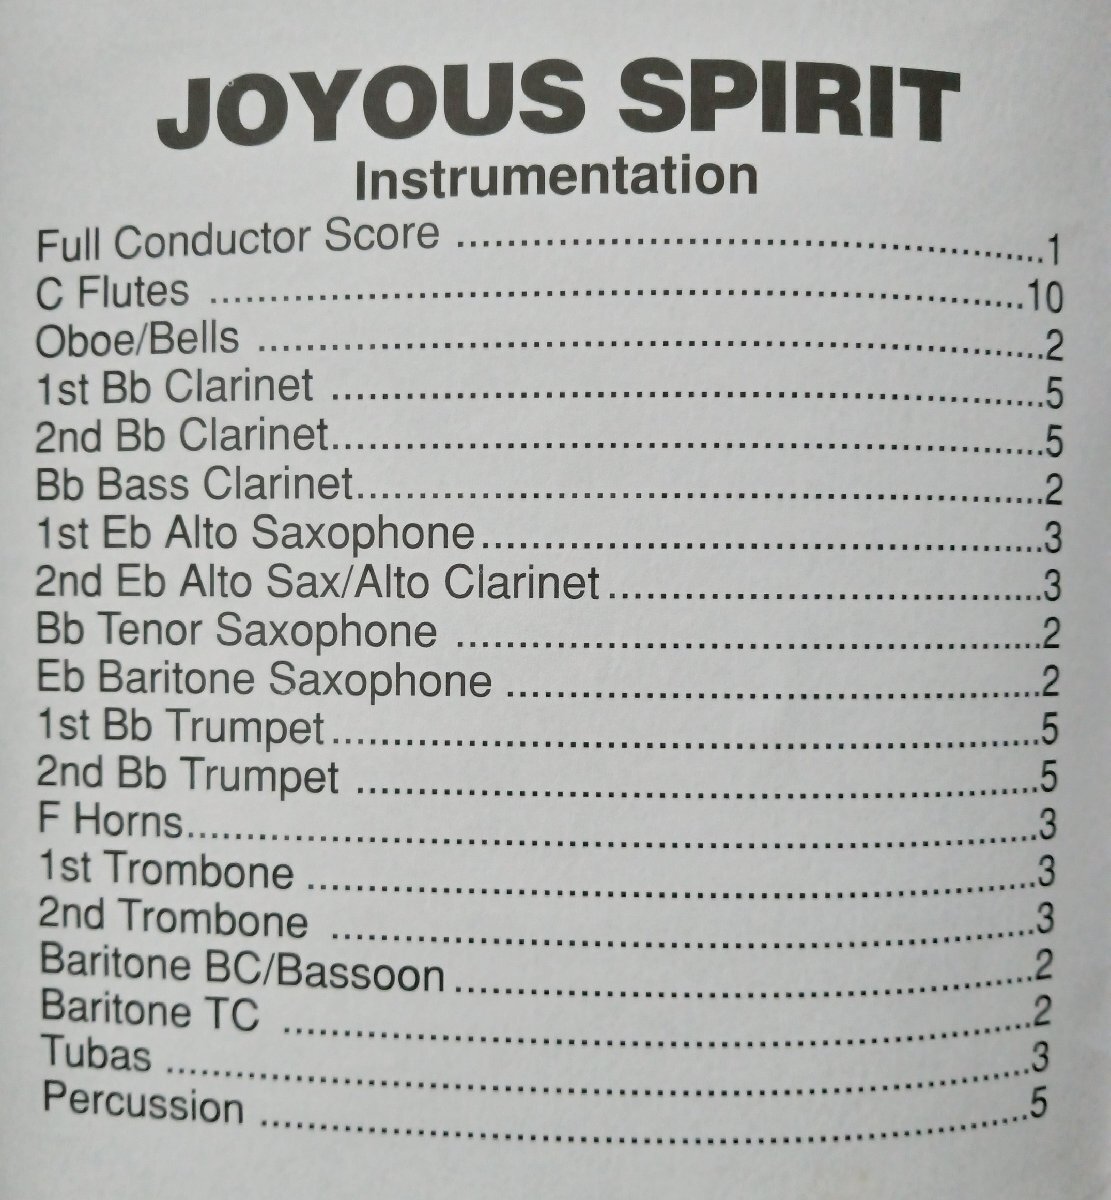 JOYOUS SPIRIT
Instrumentation
Full Conductor Score ........................................................1
C Flutes ........................................................10
Oboe/Bells ........................................................2
1st Bb Clarinet ........................................................5
2nd Bb Clarinet........................................................5
Bb Bass Clarinet........................................................2
1st Eb Alto Saxophone........................................................3
2nd Eb Alto Sax/Alto Clarinet........................................................3
Bb Tenor Saxophone ........................................................2
Eb Baritone Saxophone ........................................................2
1st Bb Trumpet........................................................5
2nd Bb Trumpet ........................................................5
F Horns........................................................3
1st Trombone ........................................................3
2nd Trombone ........................................................3
Baritone BC/Bassoon........................................................2
Baritone TC ........................................................2
Tubas ........................................................3
Percussion ........................................................5